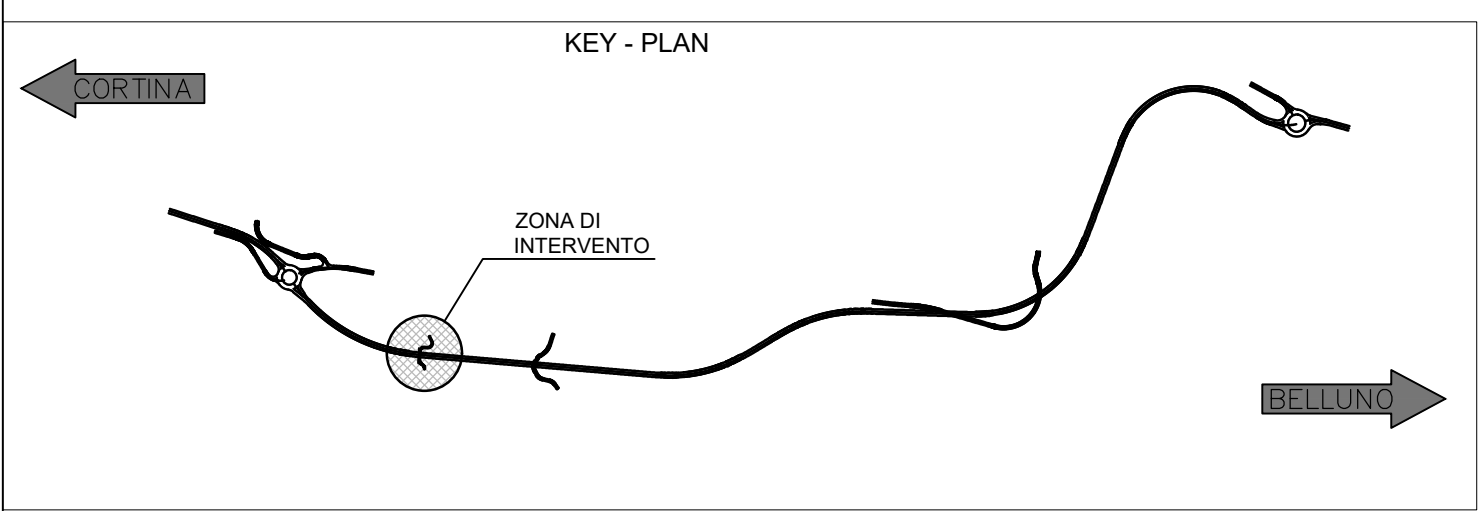 KEY - PLAN
CORTINA
ZONA DI
INTERVENTO
BELLUNO